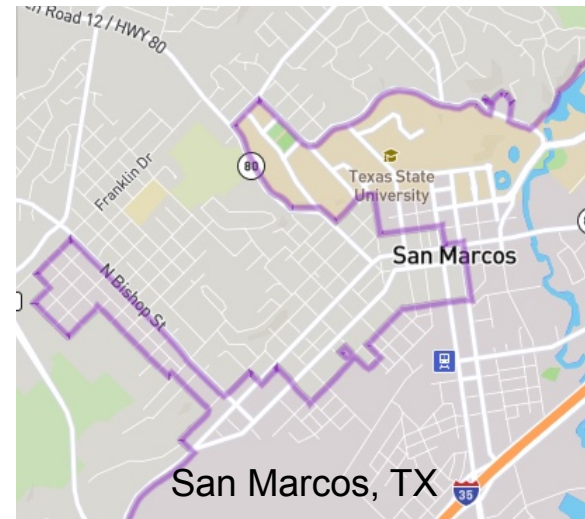 Road 12 / HWY 80
80
Franklin Dr
Texas State
University
San Marcos
N Bishop St
San Marcos, TX
35